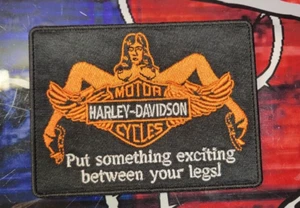 MOTOR
HARLEY-DAVIDSON
CYCLES
Put something exciting
between your legs!